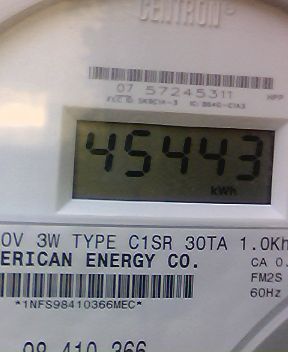 CENTRON®
07 57245311
45443
kWh
0V 3W TYPE C1SR 30TA 1.0Kh
ERICAN ENERGY CO.
CA 0.
FM2S
60Hz
*1NFS98410366MEC*
98 410 366